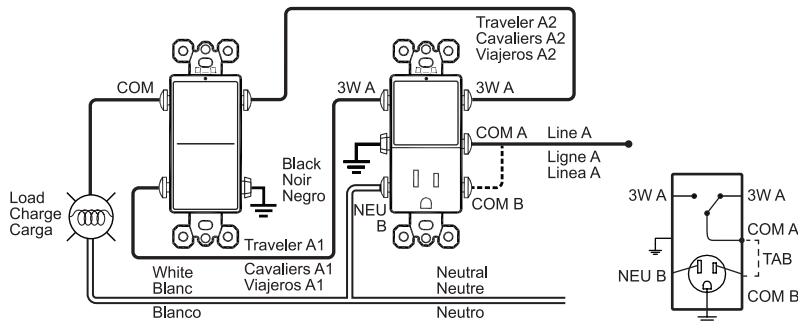 Traveler A2
Cavaliers A2
Viajeros A2
COM
3W A
3W A
COM A
Line A
Ligne A
Linea A
Black
Noir
Negro
Load
Charge
Carga
NEU
B
COM B
Traveler A1
Cavaliers A1
Viajeros A1
White
Blanc
Blanco
Neutral
Neutre
Neutro
3W A
3W A
COM A
TAB
NEU B
COM B